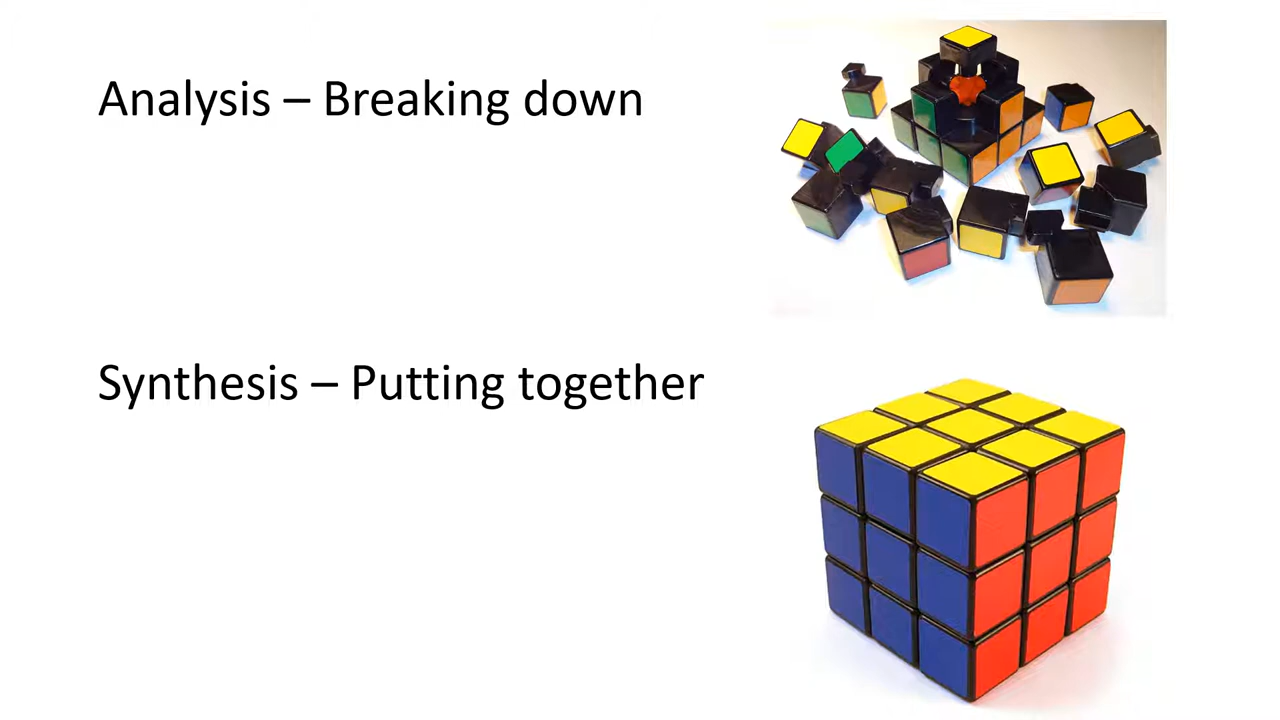 Analysis – Breaking down
Synthesis – Putting together